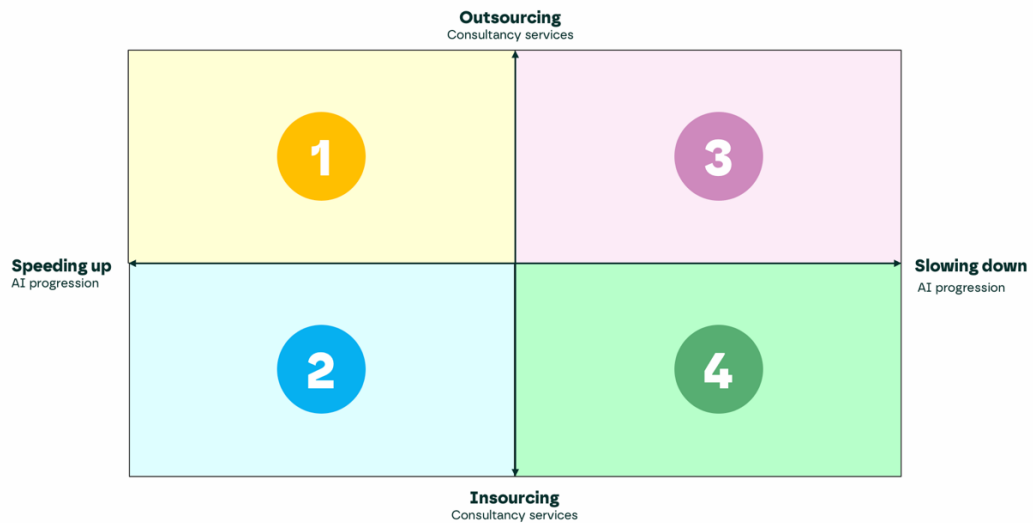 Outsourcing
Consultancy services
1
3
Speeding up
AI progression
Slowing down
AI progression
2
4
Insourcing
Consultancy services